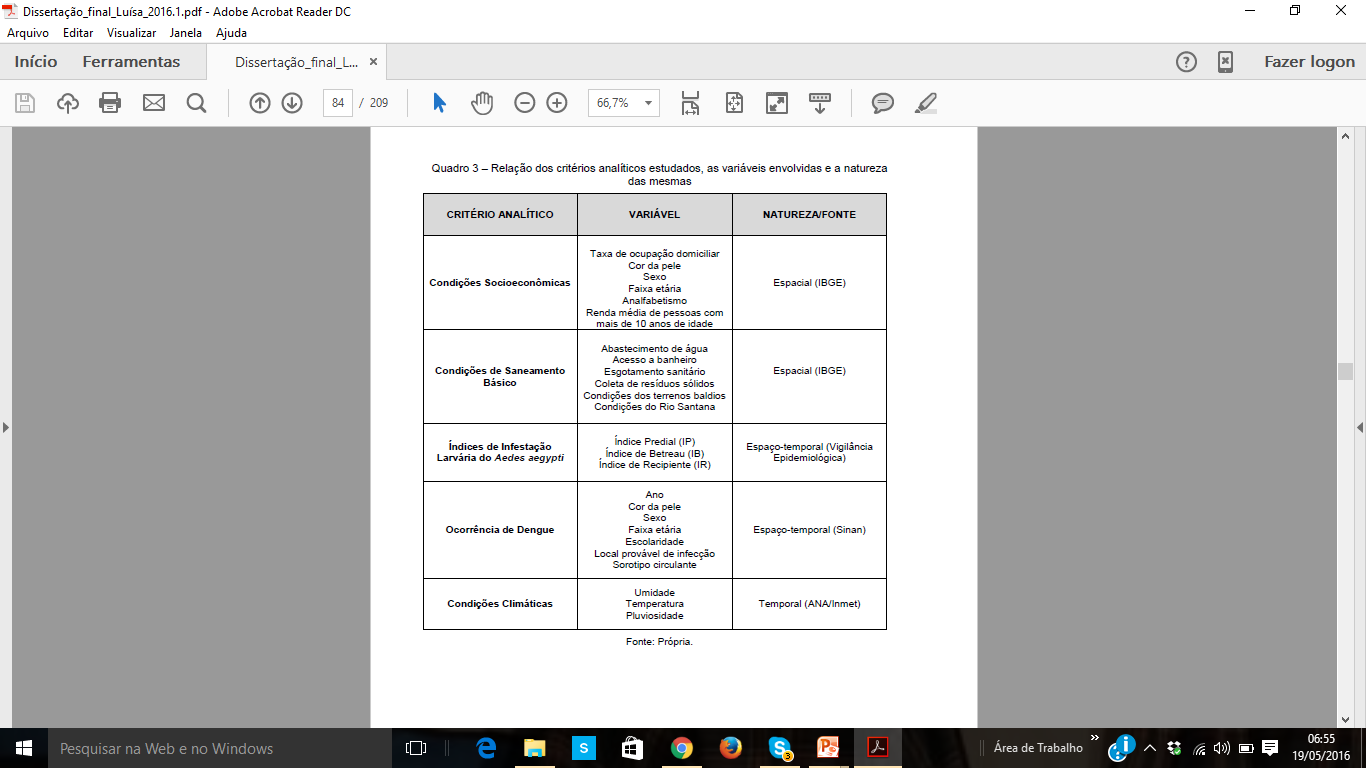 Dissertação_final_Luísa_2016.1.pdf - Adobe Acrobat Reader DC
Arquivo Editar Visualizar Janela Ajuda
Início Ferramentas Dissertação_final_L... × Fazer logon
84 / 209 66,7%
Quadro 3 – Relação dos critérios analíticos estudados, as variáveis envolvidas e a natureza
das mesmas
CRITÉRIO ANALÍTICO VARIÁVEL NATUREZA/FONTE
Condições Socioeconômicas
Taxa de ocupação domiciliar
Cor da pele
Sexo
Faixa etária
Analfabetismo
Renda média de pessoas com
mais de 10 anos de idade
Espacial (IBGE)
Condições de Saneamento
Básico
Abastecimento de água
Acesso a banheiro
Esgotamento sanitário
Coleta de resíduos sólidos
Condições dos terrenos baldios
Condições do Rio Santana
Espacial (IBGE)
Índices de Infestação
Larvária do Aedes aegypti
Índice Predial (IP)
Índice de Betreau (IB)
Índice de Recipiente (IR)
Espaço-temporal (Vigilância
Epidemiológica)
Ocorrência de Dengue
Ano
Cor da pele
Sexo
Faixa etária
Escolaridade
Local provável de infecção
Sorotipo circulante
Espaço-temporal (Sinan)
Condições Climáticas
Umidade
Temperatura
Pluviosidade
Temporal (ANA/Inmet)
Fonte: Própria.
Pesquisar na Web e no Windows
Área de Trabalho
06:55
19/05/2016